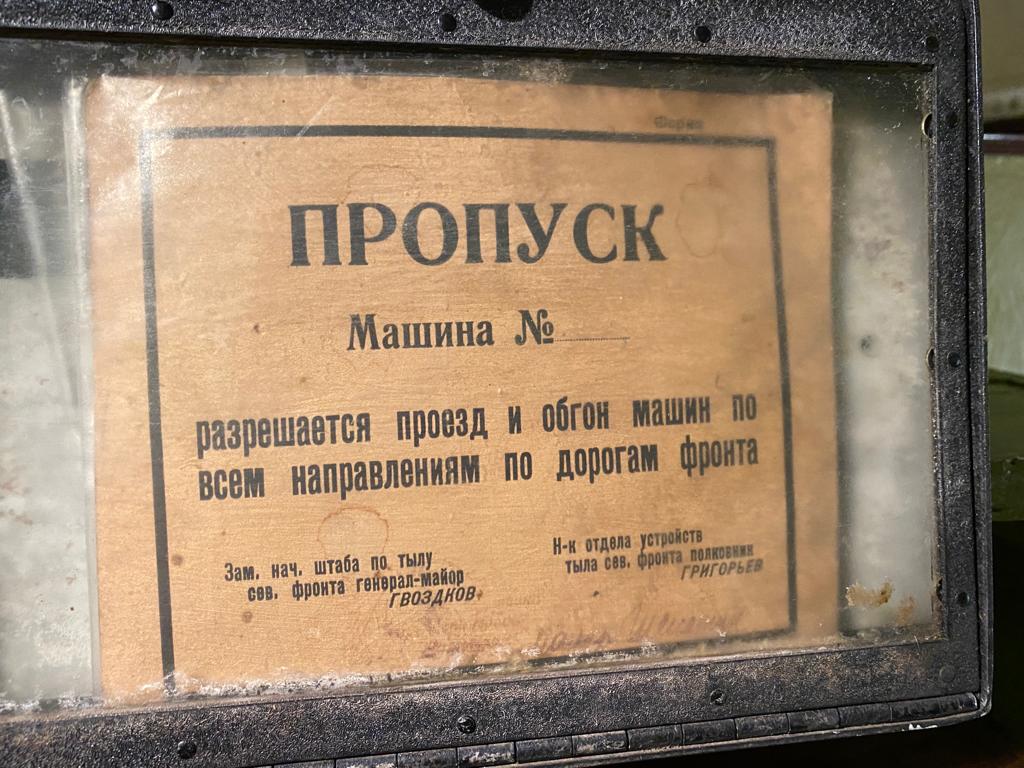 Форма
ПРОПУСК
Машина №
разрешается проезд и обгон машин по
всем направлениям по дорогам фронта
Зам. нач. штаба по тылу
сев. фронта генерал-майор
ГВОЗДКОВ
Н-к отдела устройств
тыла сев. фронта полковник
ГРИГОРЬЕВ